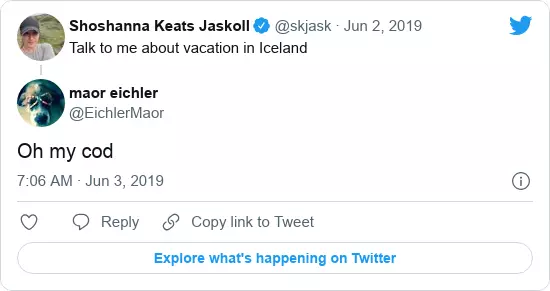 Shoshanna Keats Jaskoll @skjask · Jun 2, 2019
Talk to me about vacation in Iceland
maor eichler
@EichlerMaor
Oh my cod
7:06 AM · Jun 3, 2019
Reply Copy link to Tweet
Explore what's happening on Twitter